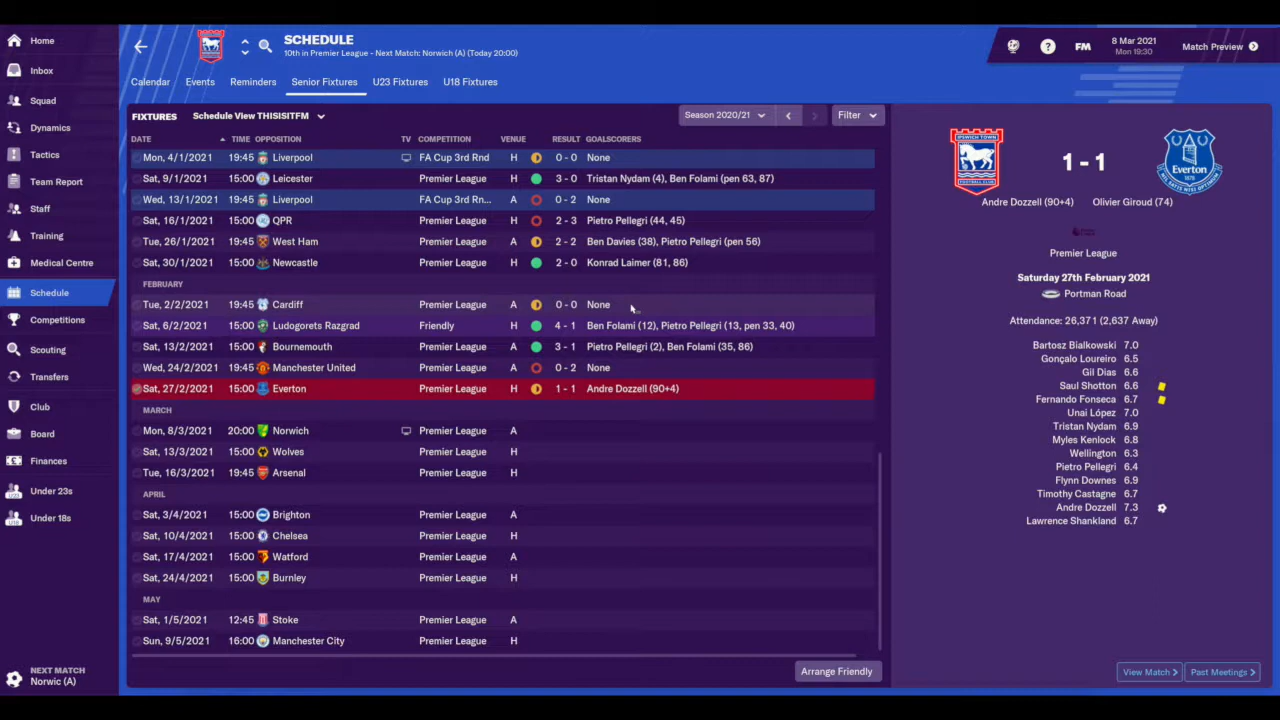 Home
Inbox
Squad
Dynamics
Tactics
Team Report
Staff
Training
Medical Centre
Schedule
Competitions
Scouting
Transfers
Club
Board
Finances
Under 23s
Under 18s
NEXT MATCH
Norwic (A)
SCHEDULE
10th in Premier League - Next Match: Norwich (A) (Today 20:00)
FM 8 Mar 2021 Match Preview
Mon 19:30
Calendar Events Reminders Senior Fixtures U23 Fixtures U18 Fixtures
FIXTURES Schedule View THISISITFM Season 2020/21 Filter
DATE TIME OPPOSITION TV COMPETITION VENUE RESULT GOALSCORERS
Mon, 4/1/2021 19:45 Liverpool FA Cup 3rd Rnd H 0 - 0 None
Sat, 9/1/2021 15:00 Leicester Premier League H 3 - 0 Tristan Nydam (4), Ben Folami (pen 63, 87)
Wed, 13/1/2021 19:45 Liverpool FA Cup 3rd Rn... A 0 - 2 None
Sat, 16/1/2021 15:00 QPR Premier League H 2 - 3 Pietro Pellegri (44, 45)
Tue, 26/1/2021 19:45 West Ham Premier League A 2 - 2 Ben Davies (38), Pietro Pellegri (pen 56)
Sat, 30/1/2021 15:00 Newcastle Premier League H 2 - 0 Konrad Laimer (81, 86)
FEBRUARY
Tue, 2/2/2021 19:45 Cardiff Premier League A 0 - 0 None
Sat, 6/2/2021 15:00 Ludogorets Razgrad Friendly H 4 - 1 Ben Folami (12), Pietro Pellegri (13, pen 33, 40)
Sat, 13/2/2021 15:00 Bournemouth Premier League A 3 - 1 Pietro Pellegri (2), Ben Folami (35, 86)
Wed, 24/2/2021 19:45 Manchester United Premier League A 0 - 2 None
Sat, 27/2/2021 15:00 Everton Premier League H 1 - 1 Andre Dozzell (90+4)
MARCH
Mon, 8/3/2021 20:00 Norwich Premier League A
Sat, 13/3/2021 15:00 Wolves Premier League H
Tue, 16/3/2021 19:45 Arsenal Premier League H
APRIL
Sat, 3/4/2021 15:00 Brighton Premier League A
Sat, 10/4/2021 15:00 Chelsea Premier League H
Sat, 17/4/2021 15:00 Watford Premier League A
Sat, 24/4/2021 15:00 Burnley Premier League H
MAY
Sat, 1/5/2021 12:45 Stoke Premier League A
Sun, 9/5/2021 16:00 Manchester City Premier League H
Arrange Friendly
1 - 1
Andre Dozzell (90+4) Olivier Giroud (74)
Premier League
Saturday 27th February 2021
Portman Road
Attendance: 26,371 (2,637 Away)
Bartosz Bialkowski 7.0
Gonçalo Loureiro 6.5
Gil Dias 6.6
Saul Shotton 6.6
Fernando Fonseca 6.7
Unai López 7.0
Tristan Nydam 6.9
Myles Kenlock 6.8
Wellington 6.3
Pietro Pellegri 6.4
Flynn Downes 6.9
Timothy Castagne 6.7
Andre Dozzell 7.3
Lawrence Shankland 6.7
View Match Past Meetings